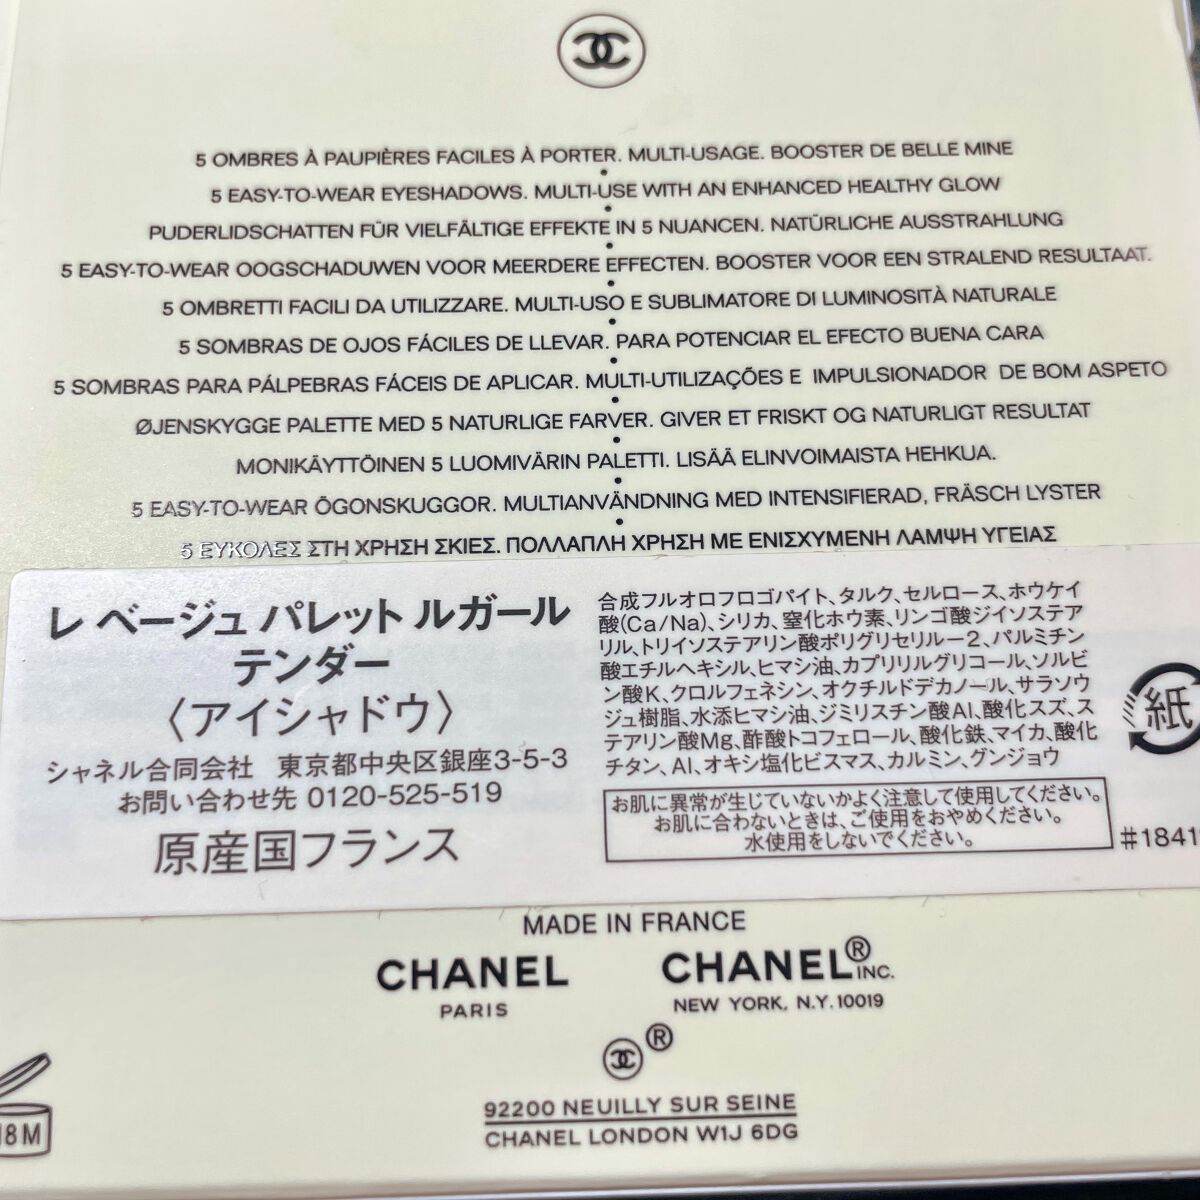 5 OMBRES À PAUPIÈRES FACILES À PORTER. MULTI-USAGE. BOOSTER DE BELLE MINE
5 EASY-TO-WEAR EYESHADOWS. MULTI-USE WITH AN ENHANCED HEALTHY GLOW
PUDERLIDSCHATTEN FÜR VIELFÄLTIGE EFFEKTE IN 5 NUANCEN. NATÜRLICHE AUSSTRAHLUNG
5 EASY-TO-WEAR OOGSCHADUWEN VOOR MEERDERE EFFECTEN. BOOSTER VOOR EEN STRALEND RESULTAAT.
5 OMBRETTI FACILI DA UTILIZZARE. MULTI-USO E SUBLIMATORE DI LUMINOSITÀ NATURALE
5 SOMBRAS DE OJOS FÁCILES DE LLEVAR. PARA POTENCIAR EL EFECTO BUENA CARA
5 SOMBRAS PARA PÁLPEBRAS FÁCEIS DE APLICAR. MULTI-UTILIZAÇÕES E IMPULSIONADOR DE BOM ASPETO
ØJENSKYGGE PALETTE MED 5 NATURLIGE FARVER. GIVER ET FRISKT OG NATURLIGT RESULTAT
MONIKÄYTTÖINEN 5 LUOMIVÄRIN PALETTI. LISÄÄ ELINVOIMAISTA HEHKUA.
5 EASY-TO-WEAR ÖGONSKUGGOR. MULTIANVÄNDNING MED INTENSIFIERAD, FRÄSCH LYSTER
5 ΕΥΚΟΛΕΣ ΣΤΗ ΧΡΗΣΗ ΣΚΙΕΣ. ΠΟΛΛΑΠΛΗ ΧΡΗΣΗ ΜΕ ΕΝΙΣΧΥΜΕΝΗ ΛΑΜΨΗ ΥΓΕΙΑΣ
レ ベージュ パレット ルガール
テンダー
〈アイシャドウ〉
シャネル合同会社 東京都中央区銀座3-5-3
お問い合わせ先 0120-525-519
原産国フランス
合成フルオロフロゴパイト、タルク、セルロース、ホウケイ
酸(Ca/Na)、シリカ、窒化ホウ素、リンゴ酸ジイソステア
リル、トリイソステアリン酸ポリグリセリル－2、パルミチン
酸エチルヘキシル、ヒマシ油、カプリリルグリコール、ソルビ
ン酸K、クロルフェネシン、オクチルドデカノール、サラソウ
ジュ樹脂、水添ヒマシ油、ジミリスチン酸Al、酸化スズ、ス
テアリン酸Mg、酢酸トコフェロール、酸化鉄、マイカ、酸化
チタン、Al、オキシ塩化ビスマス、カルミン、グンジョウ
お肌に異常が生じていないかよく注意して使用してください。
お肌に合わないときは、ご使用をおやめください。
水使用をしないでください。
紙
#1841
MADE IN FRANCE
CHANEL
PARIS
CHANEL® INC.
NEW YORK, N.Y. 10019
®
18M
92200 NEUILLY SUR SEINE
CHANEL LONDON W1J 6DG